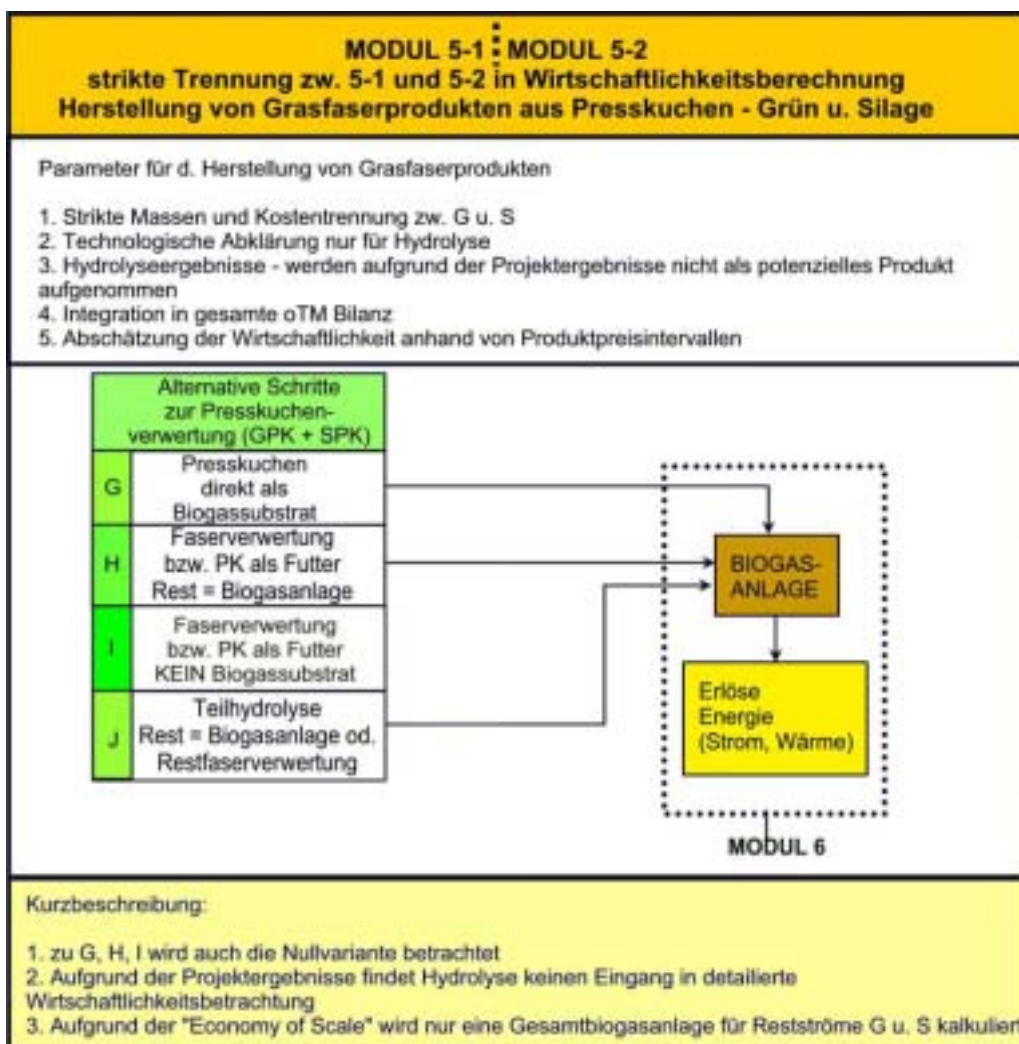 MODUL 5-1 MODUL 5-2
strikte Trennung zw. 5-1 und 5-2 in Wirtschaftlichkeitsberechnung
Herstellung von Grasfaserprodukten aus Presskuchen - Grün u. Silage
Parameter für d. Herstellung von Grasfaserprodukten
1. Strikte Massen und Kostentrennung zw. G u. S
2. Technologische Abklärung nur für Hydrolyse
3. Hydrolyseergebnisse - werden aufgrund der Projektergebnisse nicht als potenzielles Produkt
aufgenommen
4. Integration in gesamte oTM Bilanz
5. Abschätzung der Wirtschaftlichkeit anhand von Produktpreisintervallen
Alternative Schritte
zur Presskuchen-
verwertung (GPK + SPK)
G
Presskuchen
direkt als
Biogassubstrat
H
Faserverwertung
bzw. PK als Futter
Rest = Biogasanlage
I
Faserverwertung
bzw. PK als Futter
KEIN Biogassubstrat
J
Teilhydrolyse
Rest = Biogasanlage od.
Restfaserverwertung
BIOGAS-
ANLAGE
Erlöse
Energie
(Strom, Wärme)
MODUL 6
Kurzbeschreibung:
1. zu G, H, I wird auch die Nullvariante betrachtet
2. Aufgrund der Projektergebnisse findet Hydrolyse keinen Eingang in detailierte
Wirtschaftlichkeitsbetrachtung
3. Aufgrund der "Economy of Scale" wird nur eine Gesamtbiogasanlage für Restströme G u. S kalkuliert